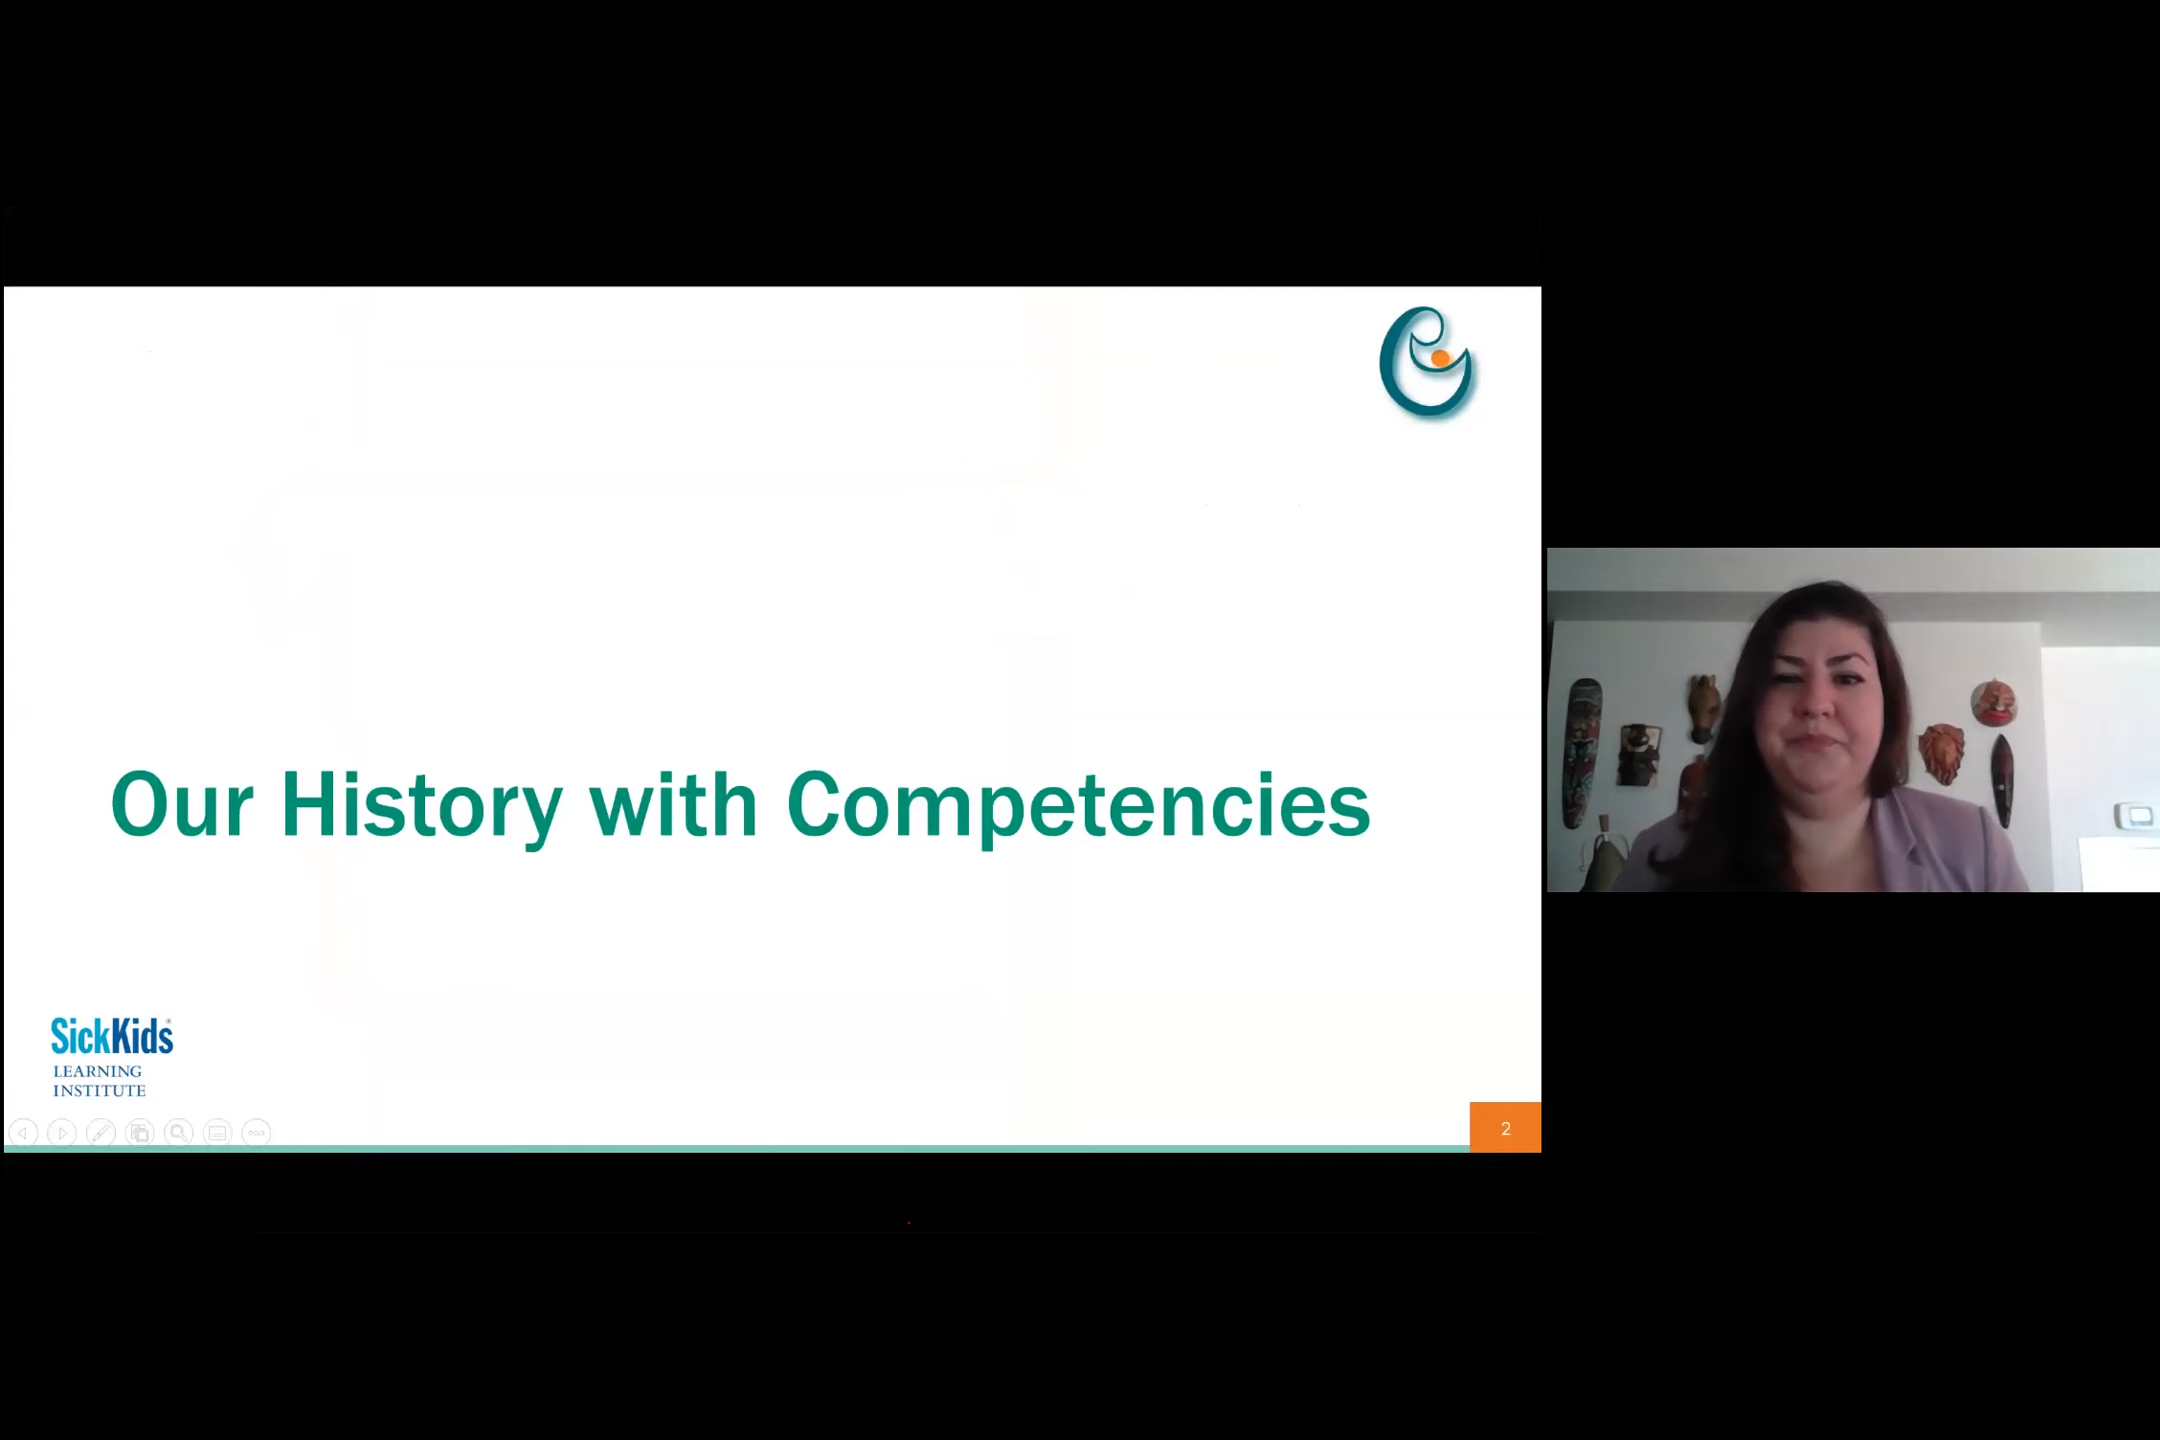 Our History with Competencies
SickKids®
LEARNING
INSTITUTE
2